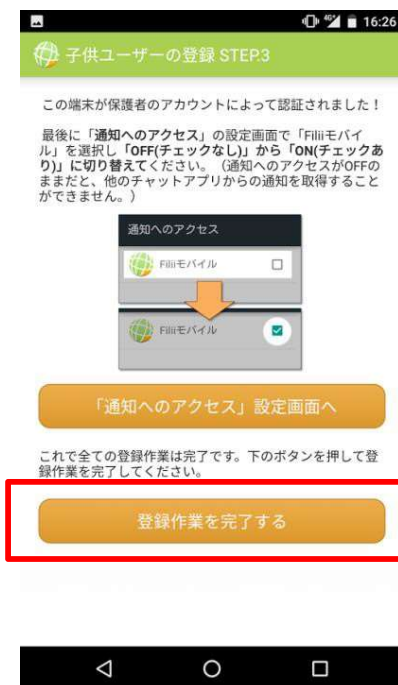 16:26
子供ユーザーの登録 STEP.3
この端末が保護者のアカウントによって認証されました！
最後に「通知へのアクセス」の設定画面で「Filiiモバイ
ル」を選択し「OFF(チェックなし)」から「ON(チェックあ
り)」に切り替えてください。（通知へのアクセスがOFFの
ままだと、他のチャットアプリからの通知を取得すること
ができません。）
通知へのアクセス
Filiiモバイル
Filiiモバイル
「通知へのアクセス」設定画面へ
これで全ての登録作業は完了です。下のボタンを押して登
録作業を完了してください。
登録作業を完了する